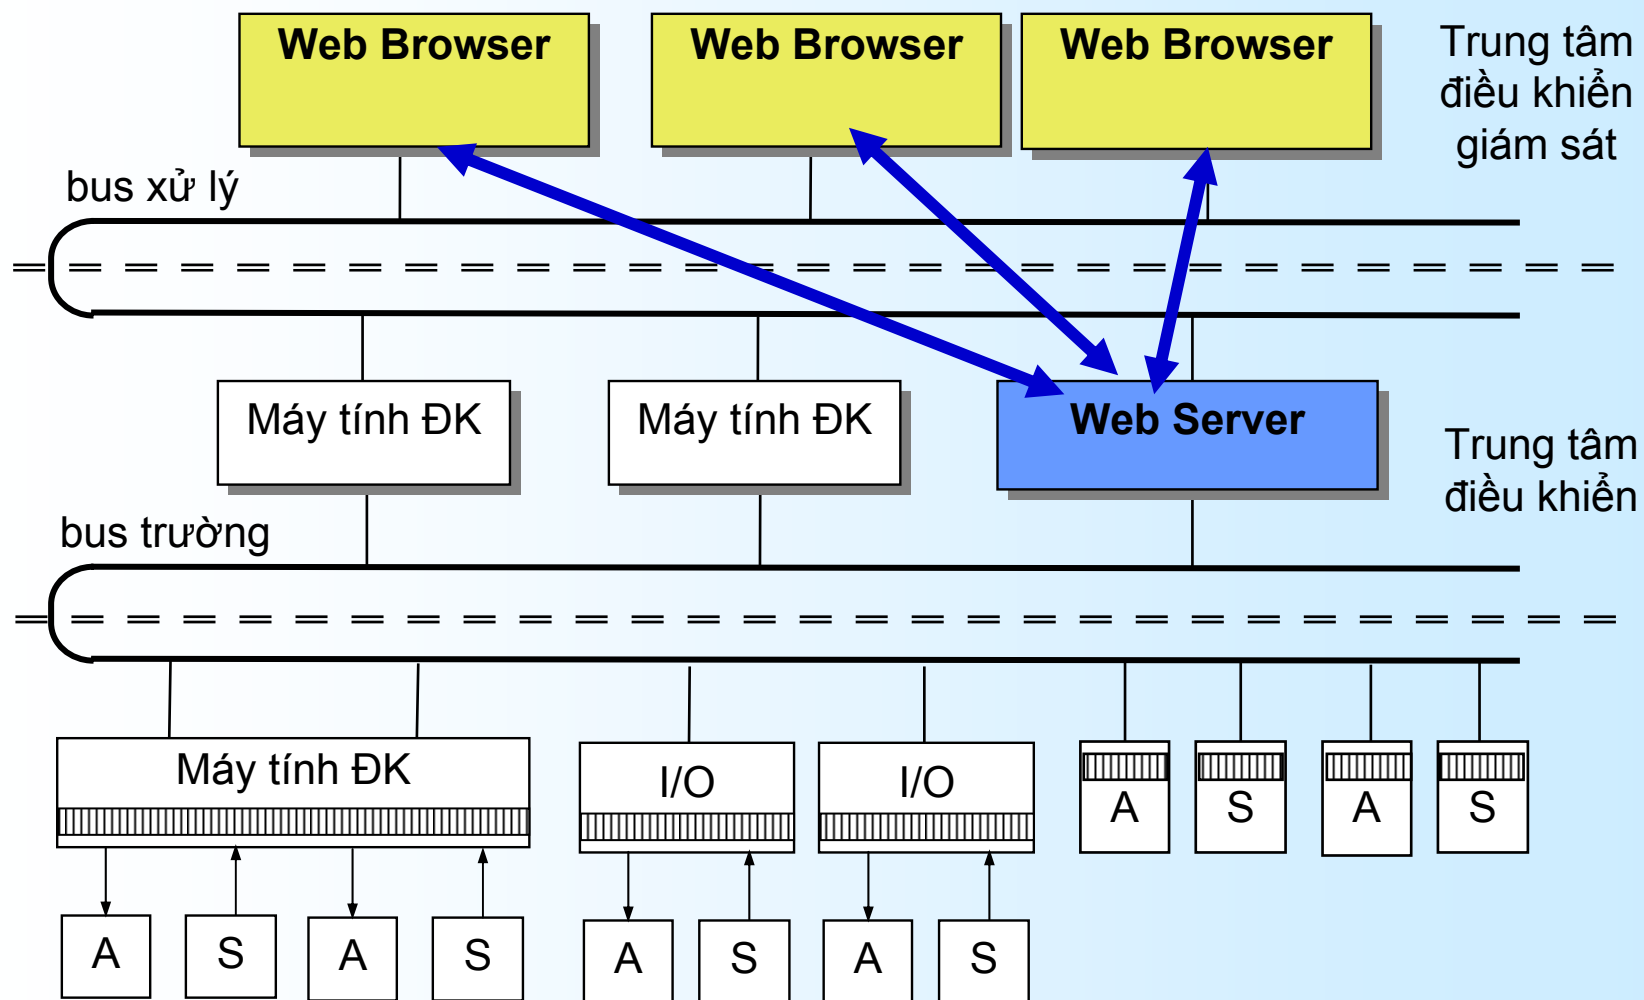 Web Browser
Web Browser
Web Browser
Trung tâm
điều khiển
giám sát
bus xử lý
Máy tính ĐK
Máy tính ĐK
Web Server
Trung tâm
điều khiển
bus trường
Máy tính ĐK
I/O
I/O
A
S
A
S
A
S
A
S
A
S
A
S